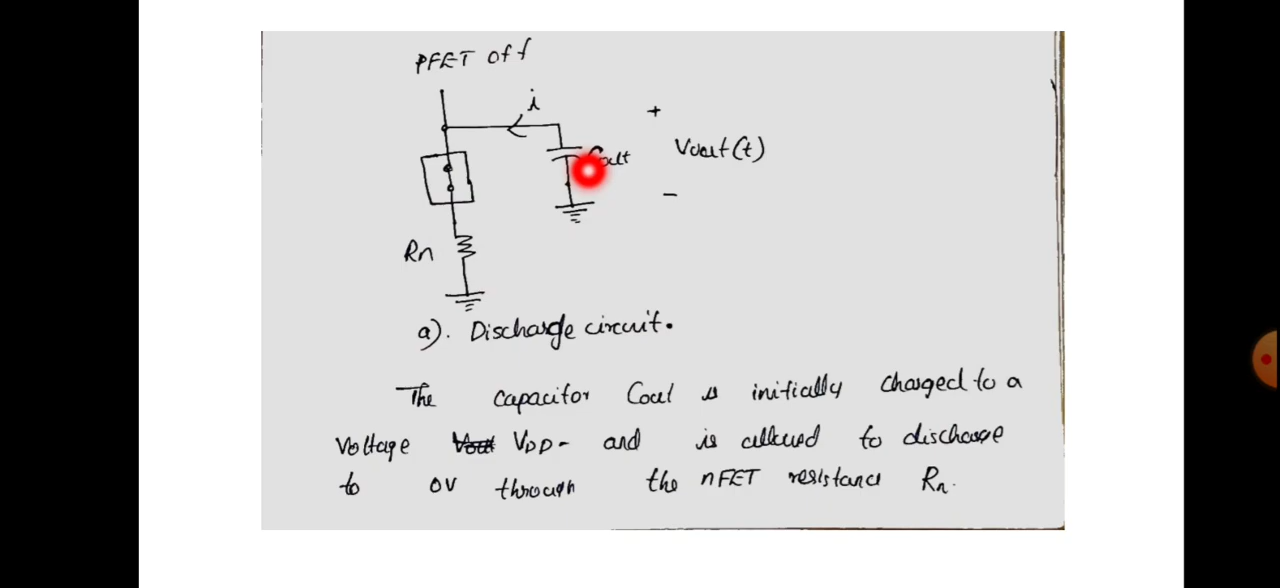 PFET off
i
+
Cout
Vout(t)
-
Rn
a). Discharge circuit.
The capacitor Cout is initially charged to a
Voltage Vout VDD- and is allowed to discharge
to 0V through the nFET resistance Rn.